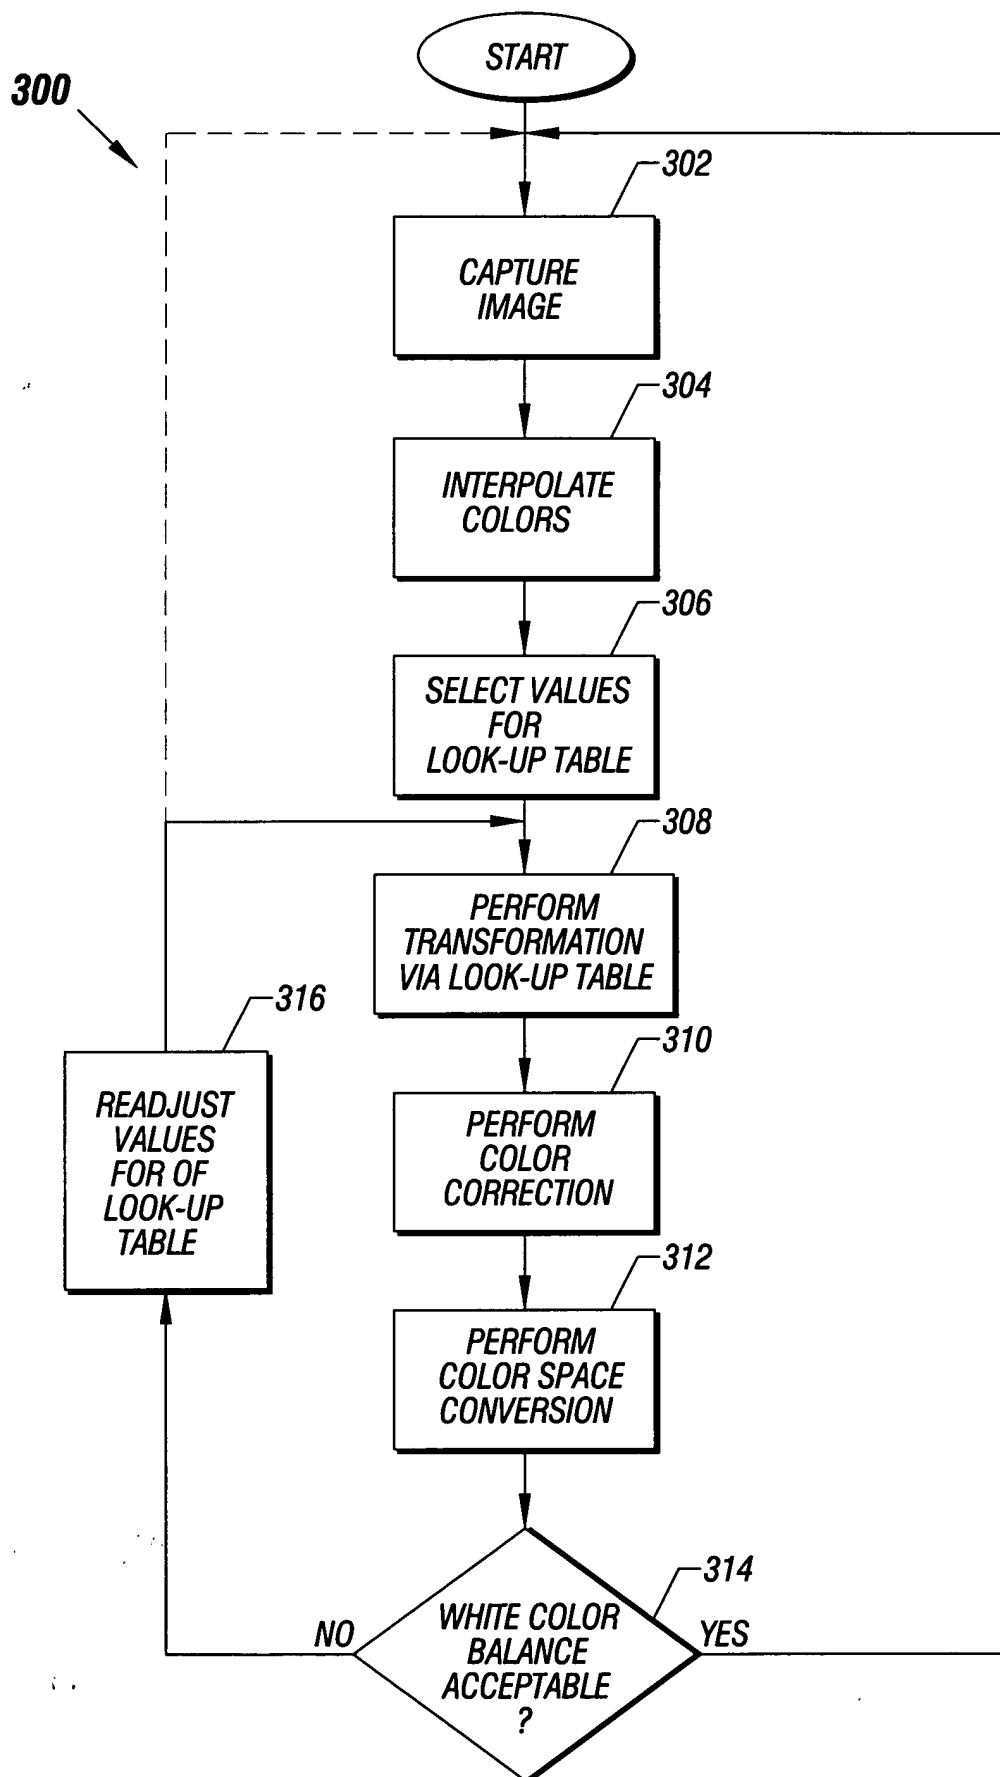 START
300
302
CAPTURE
IMAGE
304
INTERPOLATE
COLORS
306
SELECT VALUES
FOR
LOOK-UP TABLE
308
PERFORM
TRANSFORMATION
VIA LOOK-UP TABLE
316
READJUST
VALUES
FOR OF
LOOK-UP
TABLE
310
PERFORM
COLOR
CORRECTION
312
PERFORM
COLOR SPACE
CONVERSION
314
NO
WHITE COLOR
BALANCE
ACCEPTABLE
?
YES